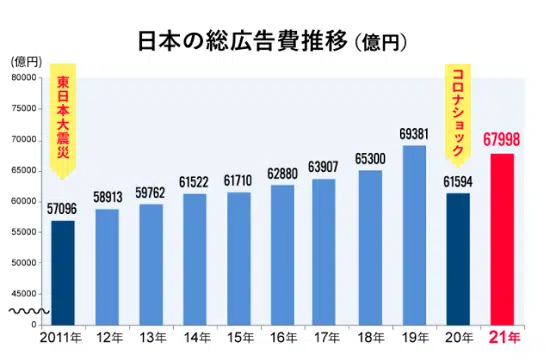 日本の総広告費推移（億円）
(億円)
80000
80000
70000
70000
60000
60000
50000
45000
0
東日本大震災
コロナショック
57096
58913
59762
61522
61710
62880
63907
65300
69381
61594
67998
2011年
12年
13年
14年
15年
16年
17年
18年
19年
20年
21年